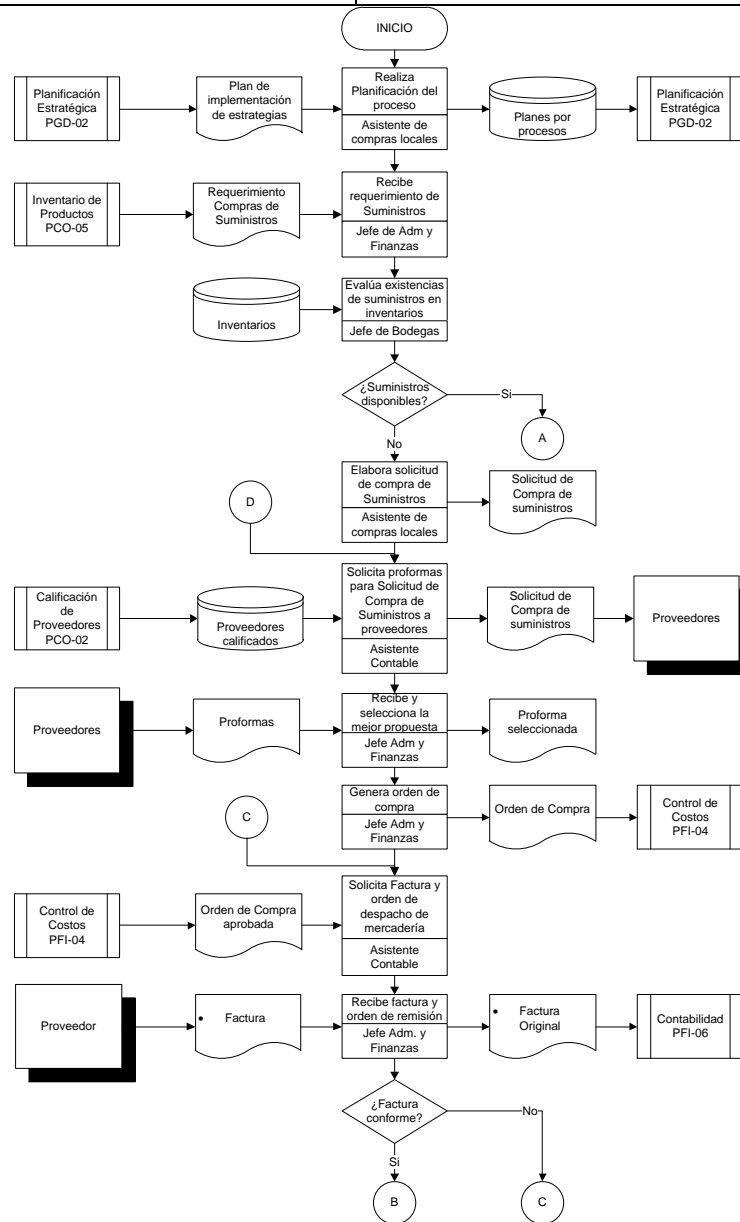 INICIO
Planificación
Estratégica
PGD-02
Plan de
implementación
de estrategias
Realiza
Planificación del
proceso
Asistente de
compras locales
Planes por
procesos
Planificación
Estratégica
PGD-02
Inventario de
Productos
PCO-05
Requerimiento
Compras de
Suministros
Recibe
requerimiento de
Suministros
Jefe de Adm y
Finanzas
Inventarios
Evalúa existencias
de suministros en
inventarios
Jefe de Bodegas
¿Suministros
disponibles?
Si
A
No
Elabora solicitud
de compra de
Suministros
Asistente de
compras locales
Solicitud de
Compra de
suministros
D
Calificación
de
Proveedores
PCO-02
Proveedores
calificados
Solicita proformas
para Solicitud de
Compra de
Suministros a
proveedores
Asistente
Contable
Solicitud de
Compra de
suministros
Proveedores
Proveedores
Proformas
Recibe y
selecciona la
mejor propuesta
Jefe Adm y
Finanzas
Proforma
seleccionada
Genera orden de
compra
Jefe Adm y
Finanzas
Orden de Compra
Control de
Costos
PFI-04
C
Control de
Costos
PFI-04
Orden de Compra
aprobada
Solicita Factura y
orden de
despacho de
mercadería
Asistente
Contable
Proveedor
• Factura
Recibe factura y
orden de remisión
Jefe Adm. y
Finanzas
• Factura
Original
Contabilidad
PFI-06
¿Factura
conforme?
No
Si
B
C